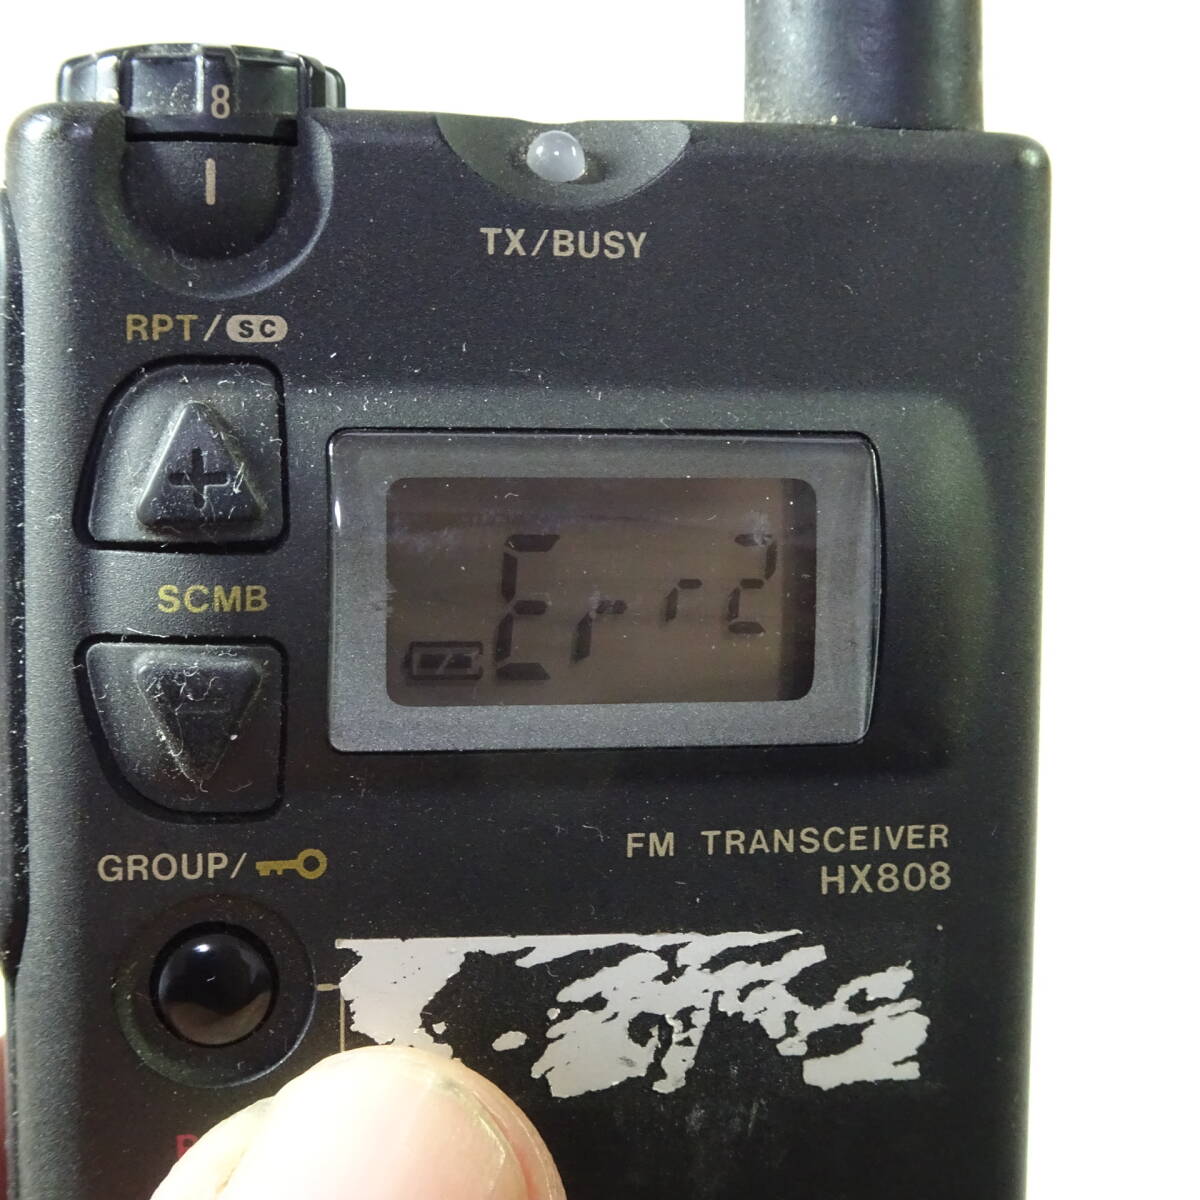 8
TX/BUSY
RPT/SC
+
SCMB
Err2
-
FM TRANSCEIVER
HX808
GROUP/